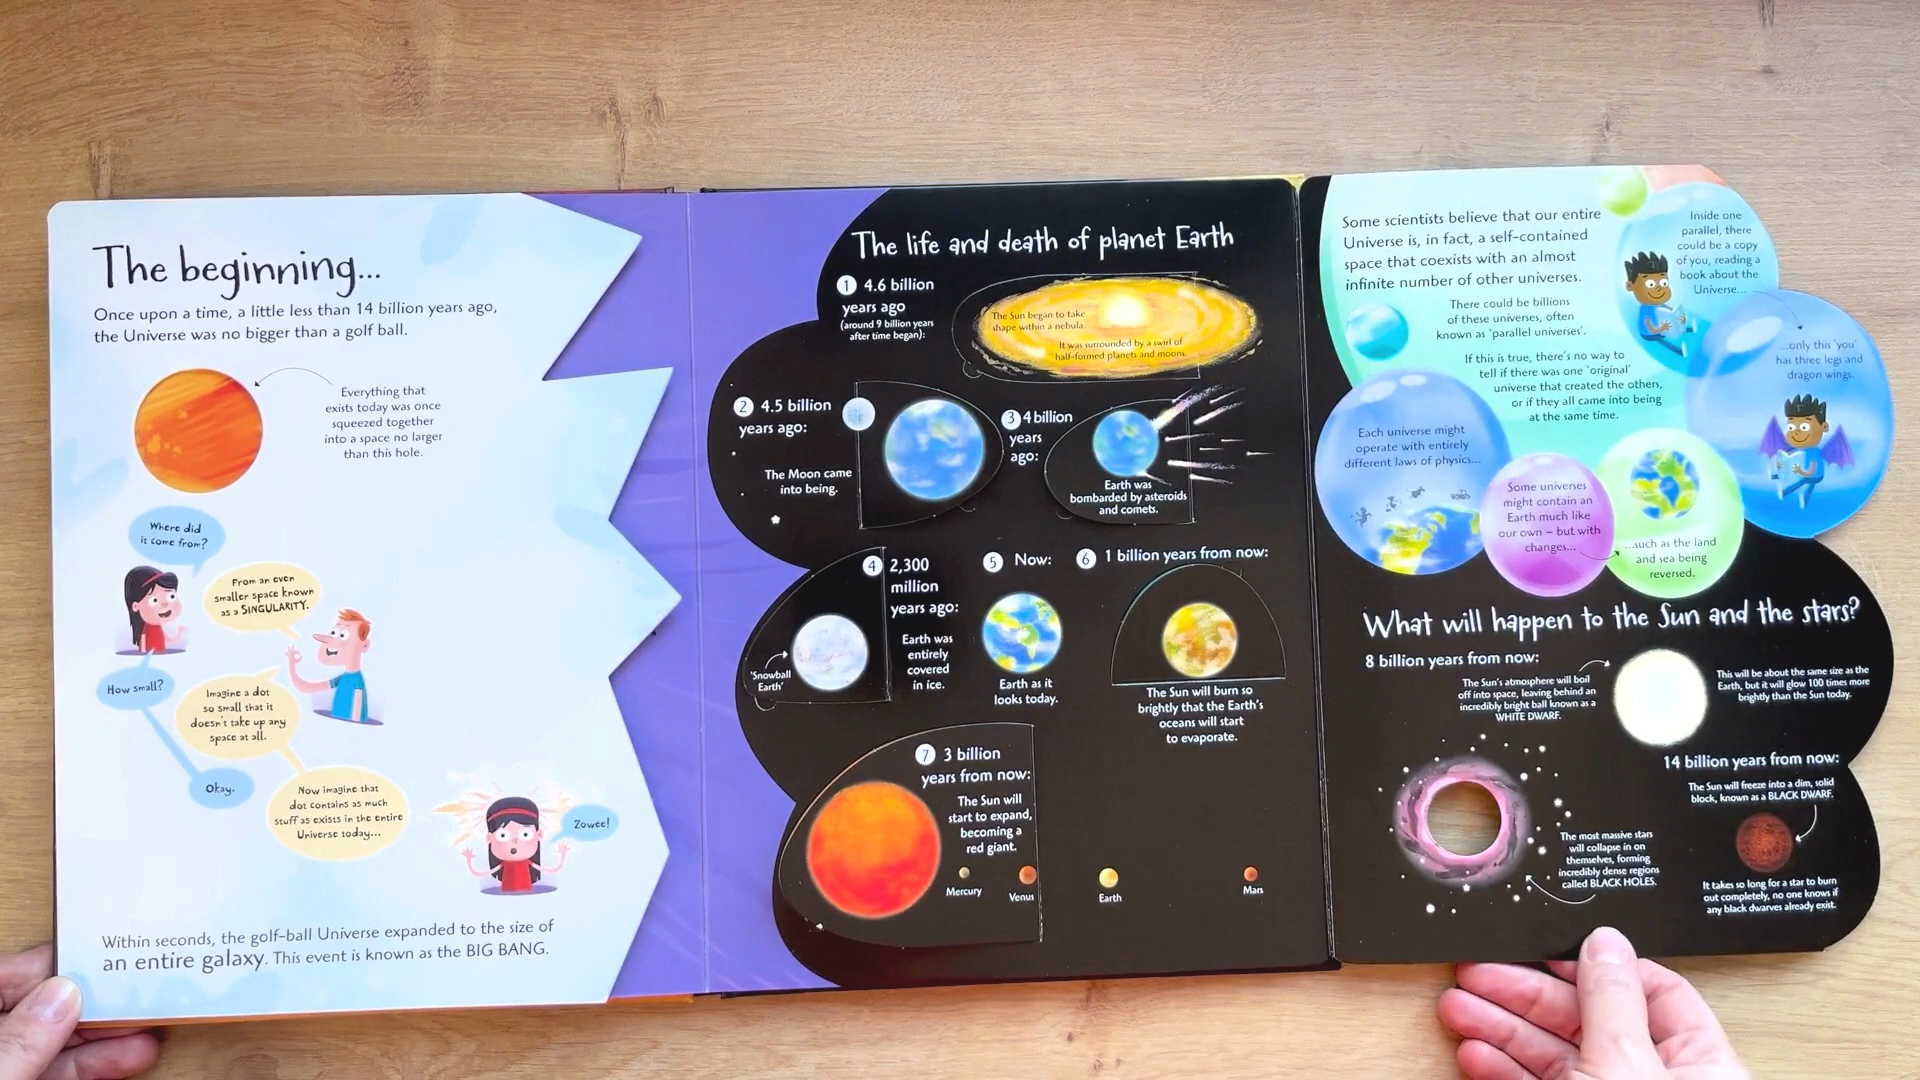 The beginning...
Once upon a time, a little less than 14 billion years ago,
the Universe was no bigger than a golf ball.
Everything that
exists today was once
squeezed together
into a space no larger
than this hole.
Where did
it come from?
From an even
smaller space known
as a SINGULARITY.
How small?
Imagine a dot
so small that it
doesn't take up any
space at all.
Okay.
Now imagine that
dot contains as much
stuff as exists in the entire
Universe today...
Zowee!
Within seconds, the golf-ball Universe expanded to the size of
an entire galaxy. This event is known as the BIG BANG.
The life and death of planet Earth
1 4.6 billion
years ago
(around 9 billion years
after time began):
The Sun began to take
shape within a nebula.
It was surrounded by a swirl of
half-formed planets and moons.
2 4.5 billion
years ago:
The Moon came
into being.
3 4 billion
years
ago:
Earth was
bombarded by asteroids
and comets.
4 2,300
million
years ago:
Earth was
entirely
covered
in ice.
'Snowball
Earth'
5 Now:
Earth as it
looks today.
6 1 billion years from now:
The Sun will burn so
brightly that the Earth's
oceans will start
to evaporate.
7 3 billion
years from now:
The Sun will
start to expand,
becoming a
red giant.
Mercury
Venus
Earth
Mars
Some scientists believe that our entire
Universe is, in fact, a self-contained
space that coexists with an almost
infinite number of other universes.
There could be billions
of these universes, often
known as 'parallel universes'.
If this is true, there's no way to
tell if there was one 'original'
universe that created the others,
or if they all came into being
at the same time.
Inside one
parallel, there
could be a copy
of you, reading a
book about the
Universe...
...only this 'you'
has three legs and
dragon wings.
Each universe might
operate with entirely
different laws of physics...
Some universes
might contain an
Earth much like
our own – but with
changes...
...such as the land
and sea being
reversed.
What will happen to the Sun and the stars?
8 billion years from now:
The Sun's atmosphere will boil
off into space, leaving behind an
incredibly bright ball known as a
WHITE DWARF.
This will be about the same size as the
Earth, but it will glow 100 times more
brightly than the Sun today.
14 billion years from now:
The Sun will freeze into a dim, solid
block, known as a BLACK DWARF.
The most massive stars
will collapse in on
themselves, forming
incredibly dense regions
called BLACK HOLES.
It takes so long for a star to burn
out completely, no one knows if
any black dwarves already exist.